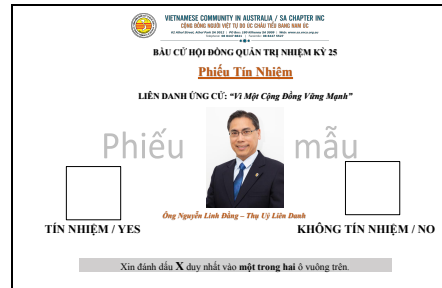 VIETNAMESE COMMUNITY IN AUSTRALIA / SA CHAPTER INC
CỘNG ĐỒNG NGƯỜI VIỆT TỰ DO ÚC CHÂU TIỂU BANG NAM ÚC
BẦU CỬ HỘI ĐỒNG QUẢN TRỊ NHIỆM KỲ 25
Phiếu Tín Nhiệm
LIÊN DANH ỨNG CỬ: “Vì Một Cộng Đồng Vững Mạnh”
Phiếu mẫu
Ông Nguyễn Linh Đăng – Thụ Uỷ Liên Danh
TÍN NHIỆM / YES
KHÔNG TÍN NHIỆM / NO
Xin đánh dấu X duy nhất vào một trong hai ô vuông trên.